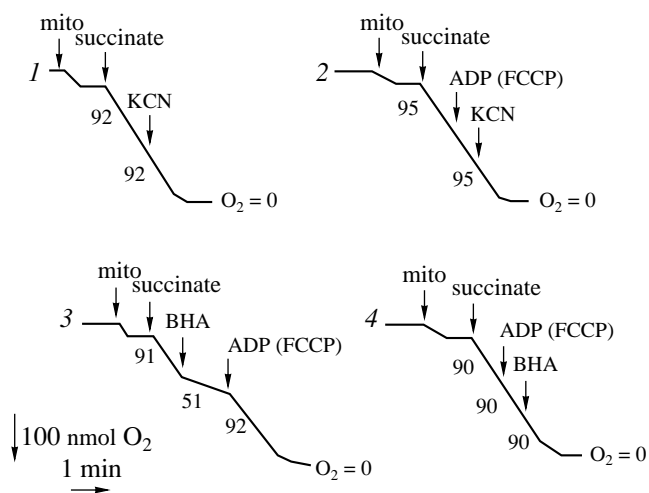 mito
succinate
1
KCN
92
92
O₂ = 0
mito
succinate
2
ADP (FCCP)
KCN
95
95
O₂ = 0
mito
succinate
3
BHA
ADP (FCCP)
91
51
92
O₂ = 0
mito
succinate
4
ADP (FCCP)
BHA
90
90
90
O₂ = 0
100 nmol O₂
1 min